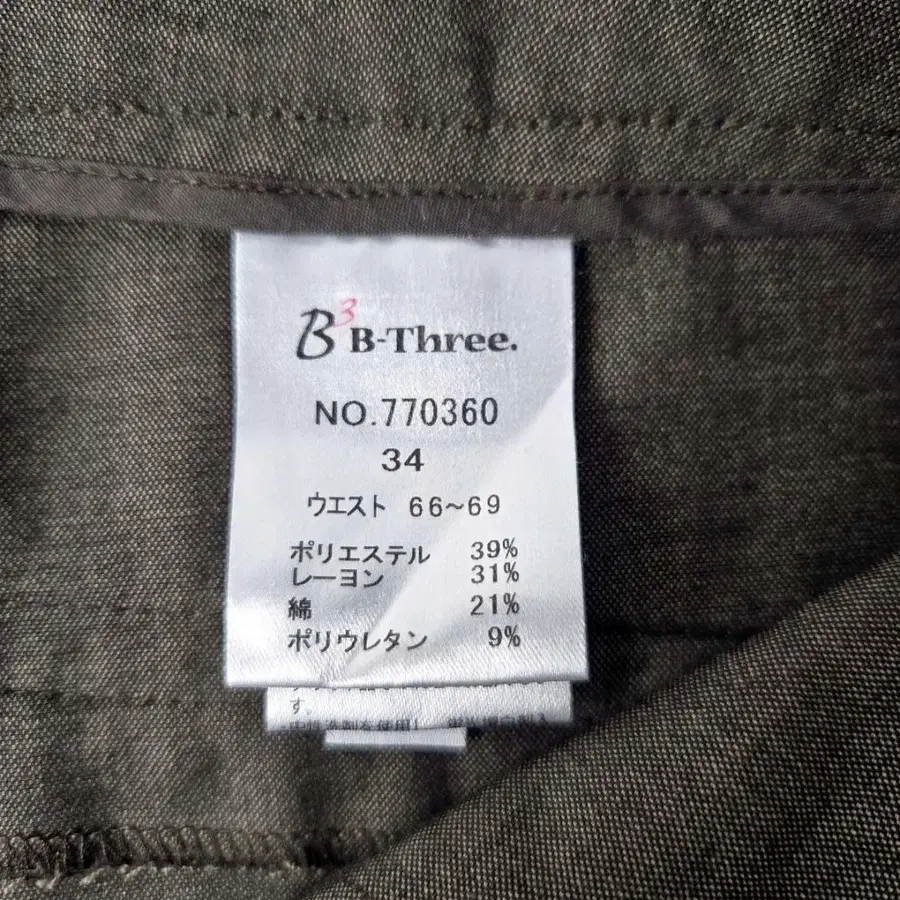 B3 B-Three.
NO.770360
34
ウエスト 66~69
ポリエステル 39%
レーヨン 31%
綿 21%
ポリウレタン 9%
す。